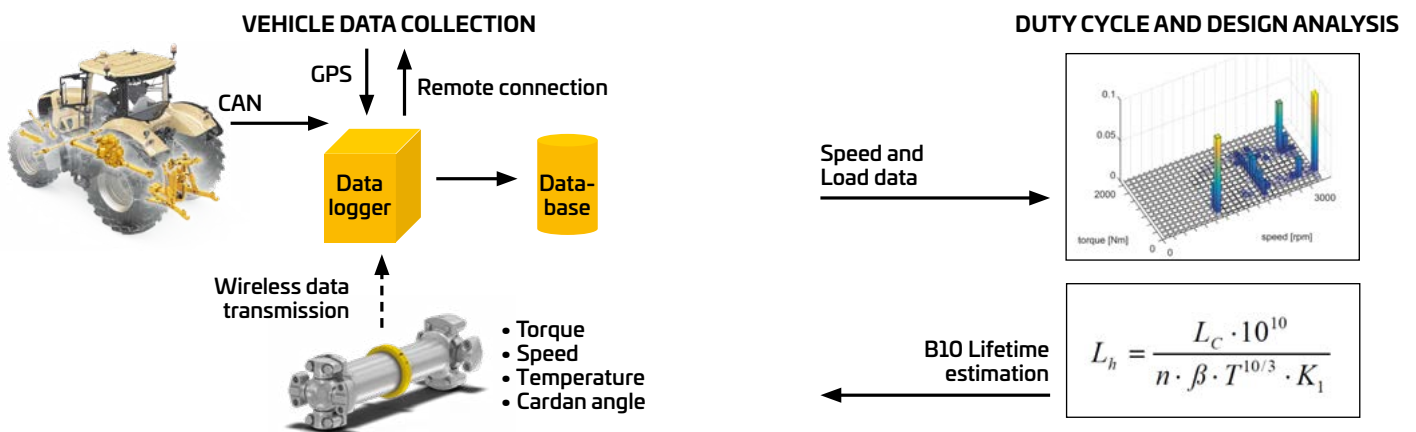 VEHICLE DATA COLLECTION
GPS
Remote connection
CAN
Data
logger
Data-
base
Wireless data
transmission
• Torque
• Speed
• Temperature
• Cardan angle
Speed and
Load data
B10 Lifetime
estimation
DUTY CYCLE AND DESIGN ANALYSIS
0.1
0.05
0
2000
3000
torque [Nm]
speed [rpm]
0 0
L_h = L_C · 10^10 / n · β · T^10/3 · K_1